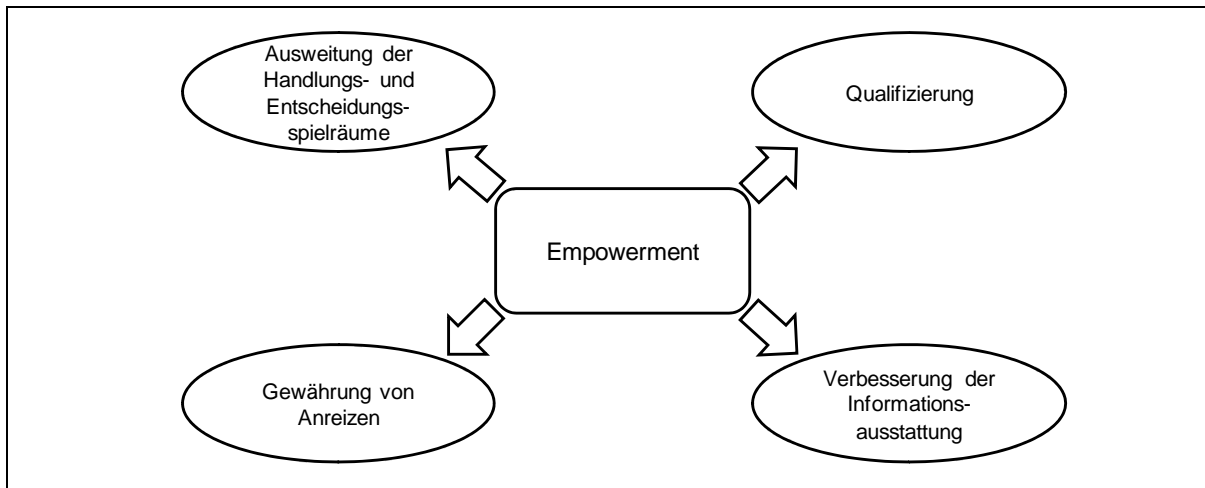 Ausweitung der
Handlungs- und
Entscheidungs-
spielräume
Qualifizierung
Empowerment
Gewährung von
Anreizen
Verbesserung der
Informations-
ausstattung